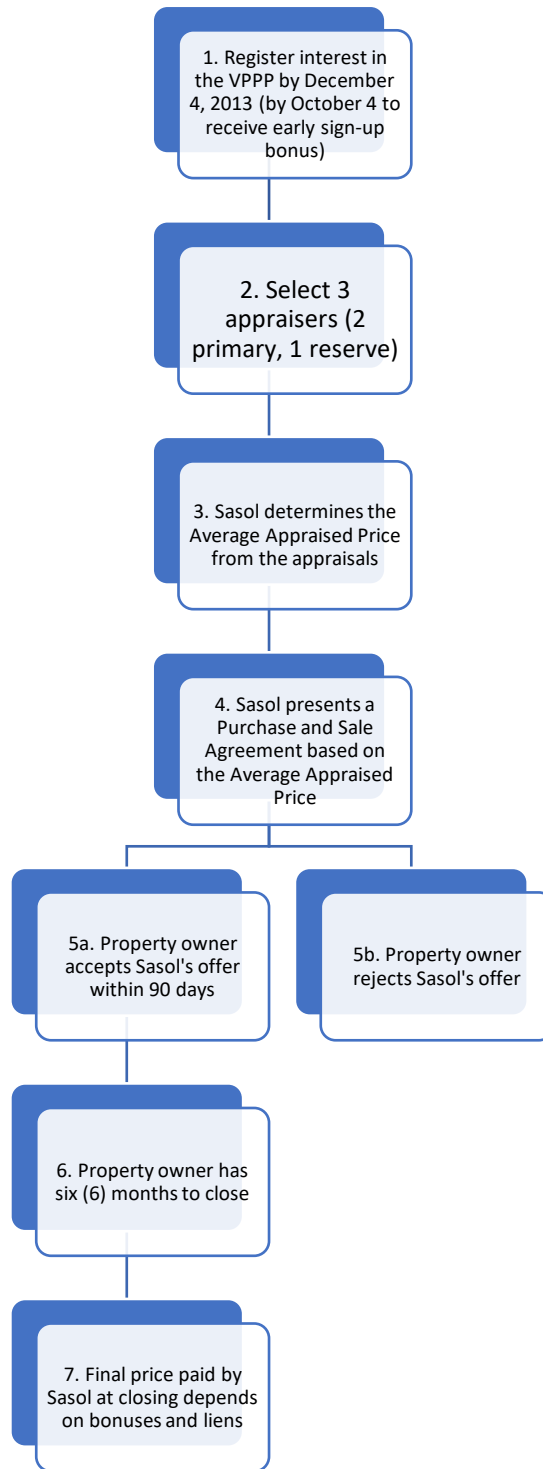 1. Register interest in
the VPPP by December
4, 2013 (by October 4 to
receive early sign-up
bonus)
2. Select 3
appraisers (2
primary, 1 reserve)
3. Sasol determines the
Average Appraised Price
from the appraisals
4. Sasol presents a
Purchase and Sale
Agreement based on
the Average Appraised
Price
5a. Property owner
accepts Sasol's offer
within 90 days
5b. Property owner
rejects Sasol's offer
6. Property owner has
six (6) months to close
7. Final price paid by
Sasol at closing depends
on bonuses and liens